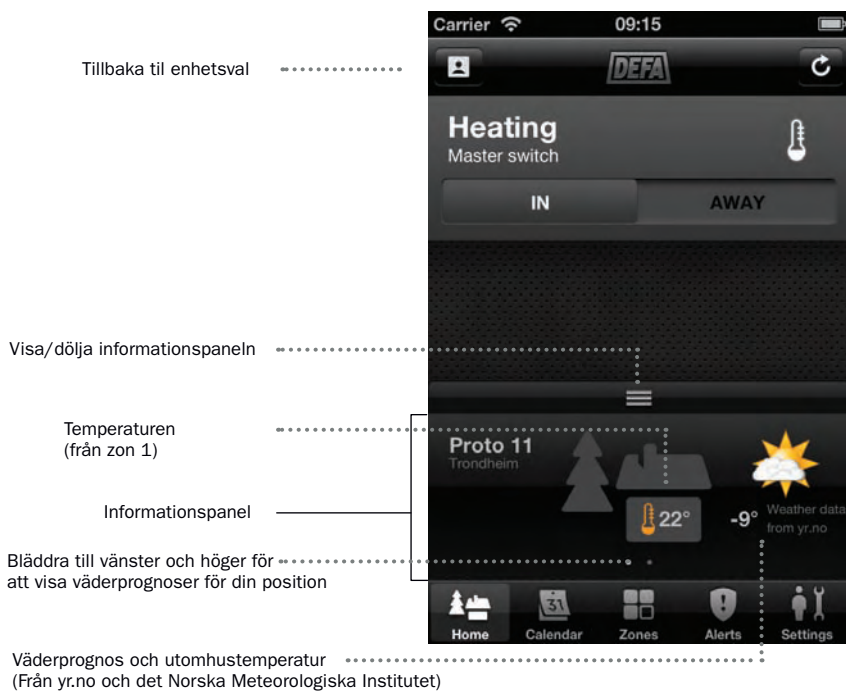 Carrier 09:15
Tillbaka til enhetsval
DEFA
Heating
Master switch
IN AWAY
Visa/dölja informationspaneln
Temperaturen
(från zon 1)
Proto 11
Trondheim
Informationspanel
22° -9° Weather data
from yr.no
Bläddra till vänster och höger för
att visa väderprognoser för din position
31
Home Calendar Zones Alerts Settings
Väderprognos och utomhustemperatur
(Från yr.no och det Norska Meteorologiska Institutet)